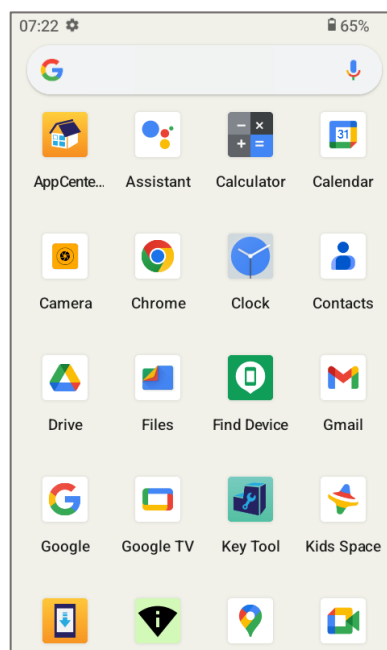 07:22 65%
AppCente... Assistant Calculator Calendar
31
Camera Chrome Clock Contacts
Drive Files Find Device Gmail
Google Google TV Key Tool Kids Space